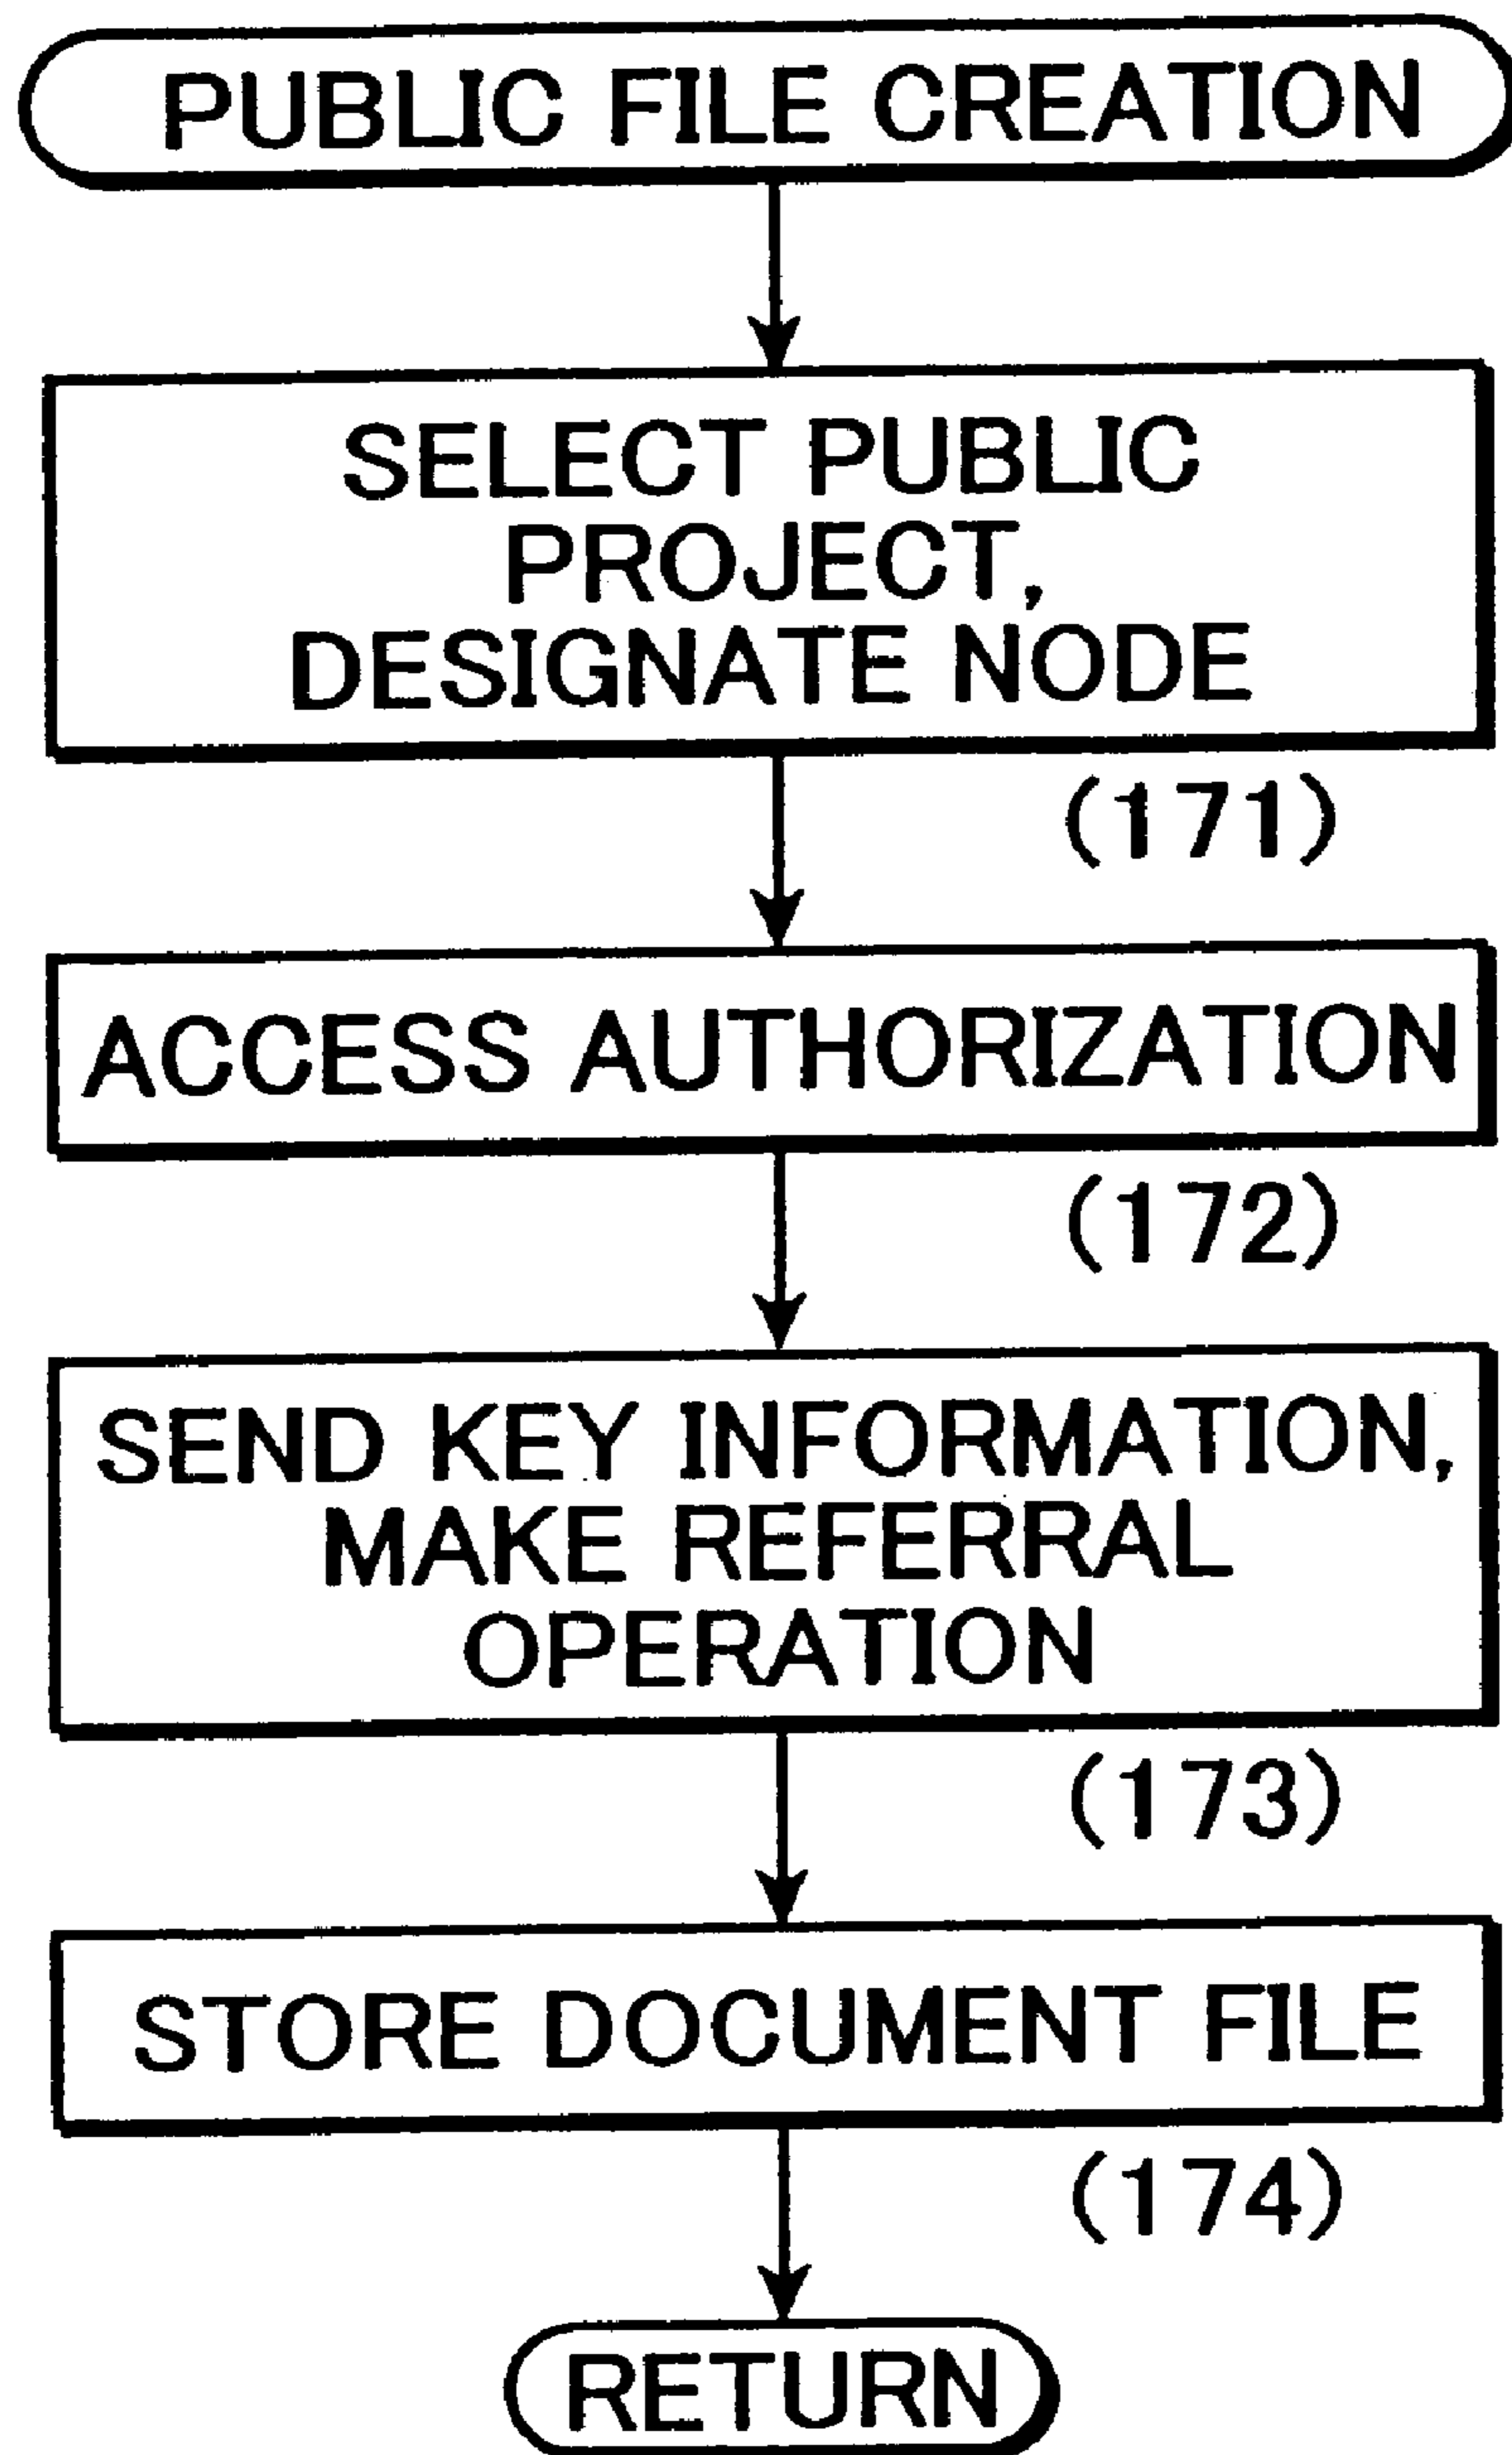 PUBLIC FILE CREATION
SELECT PUBLIC
PROJECT,
DESIGNATE NODE
(171)
ACCESS AUTHORIZATION
(172)
SEND KEY INFORMATION,
MAKE REFERRAL
OPERATION
(173)
STORE DOCUMENT FILE
(174)
RETURN